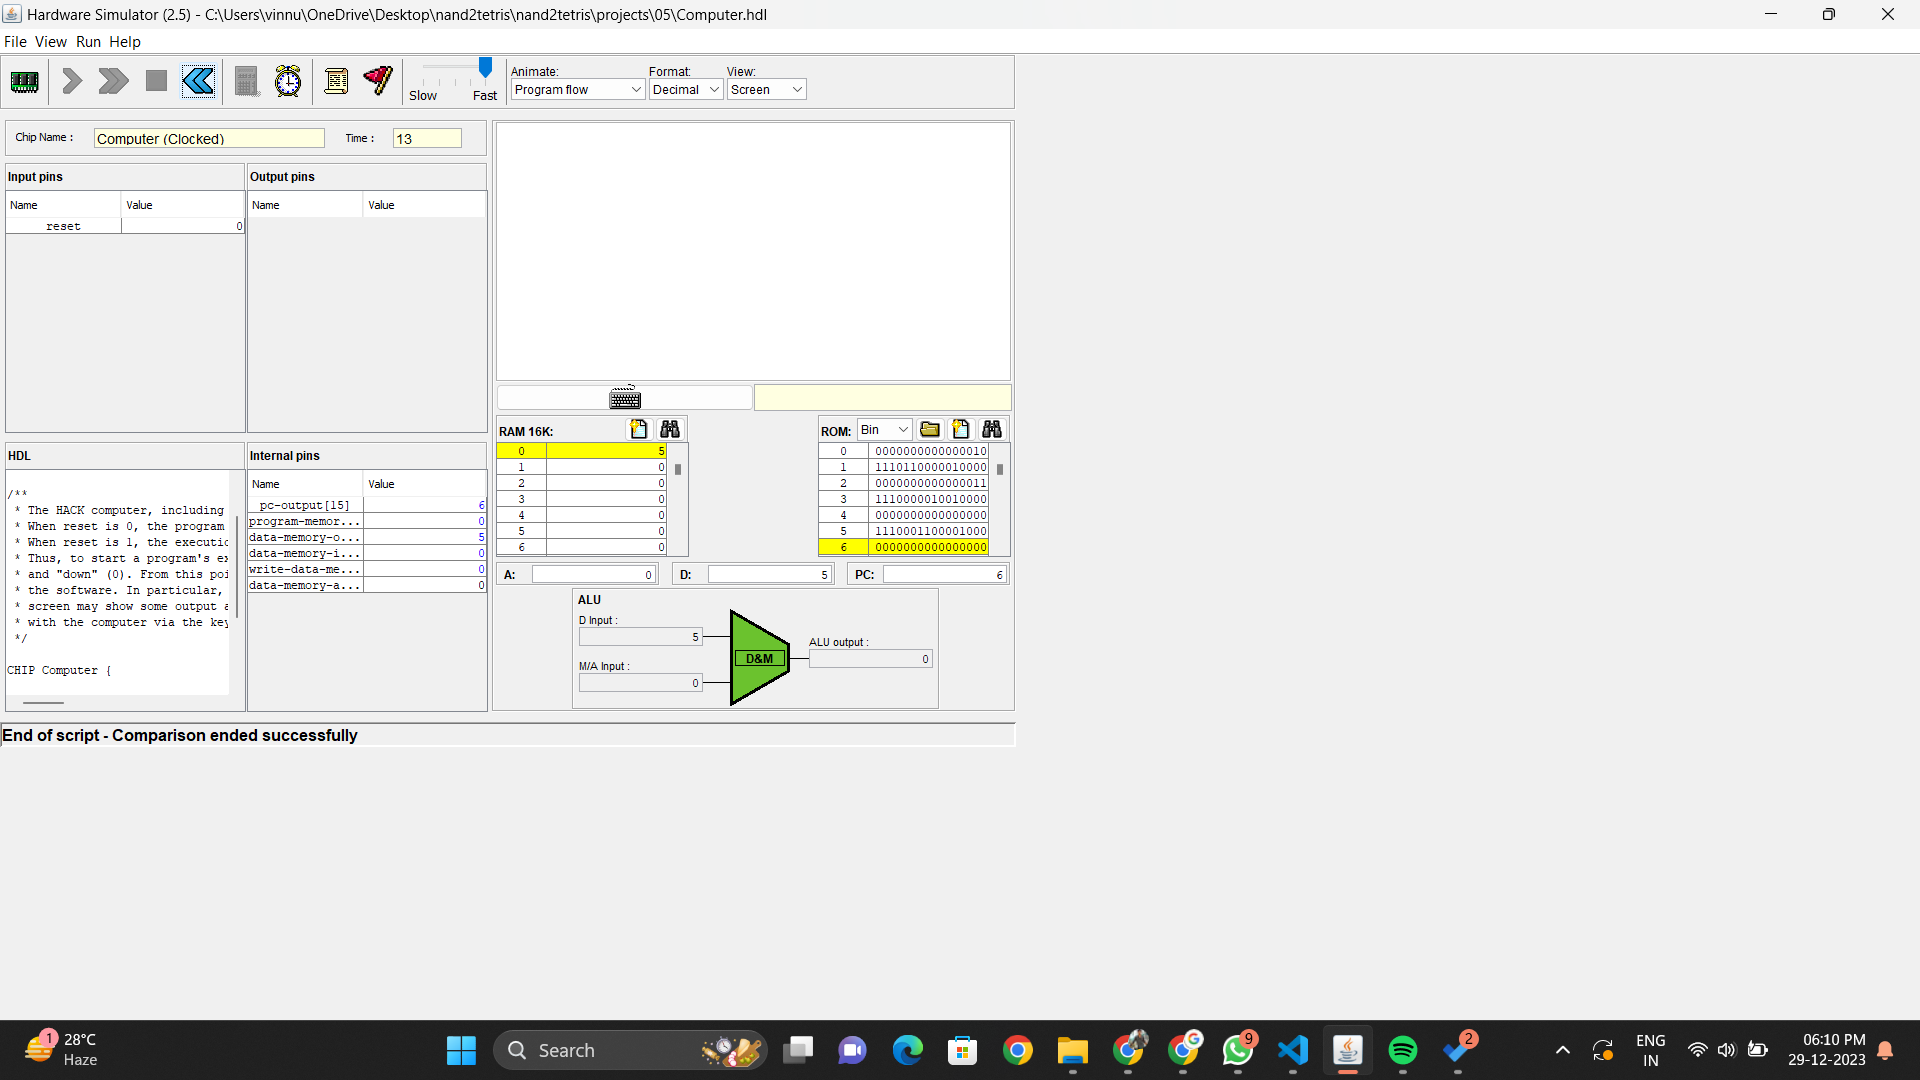 Hardware Simulator (2.5) - C:\Users\vinnu\OneDrive\Desktop\nand2tetris\nand2tetris\projects\05\Computer.hdl
File View Run Help
Slow Fast
Animate: Format: View:
Program flow Decimal Screen
Chip Name : Computer (Clocked) Time : 13
Input pins
Name Value
reset 0
Output pins
Name Value
HDL
/**
* The HACK computer, including
* When reset is 0, the program
* When reset is 1, the executio
* Thus, to start a program's ex
* and "down" (0). From this poi
* the software. In particular,
* screen may show some output a
* with the computer via the key
*/
CHIP Computer {
Internal pins
Name Value
pc-output[15] 6
program-memor... 0
data-memory-o... 5
data-memory-i... 0
write-data-me... 0
data-memory-a... 0
RAM 16K:
0 5
1 0
2 0
3 0
4 0
5 0
6 0
ROM: Bin
0 0000000000000010
1 1110110000010000
2 0000000000000011
3 1110000010010000
4 0000000000000000
5 1110001100001000
6 0000000000000000
A: 0 D: 5 PC: 6
ALU
D Input :
5
M/A Input :
0
D&M
ALU output :
0
End of script - Comparison ended successfully
1
28°C
Haze
Search
9
2
ENG
IN
06:10 PM
29-12-2023